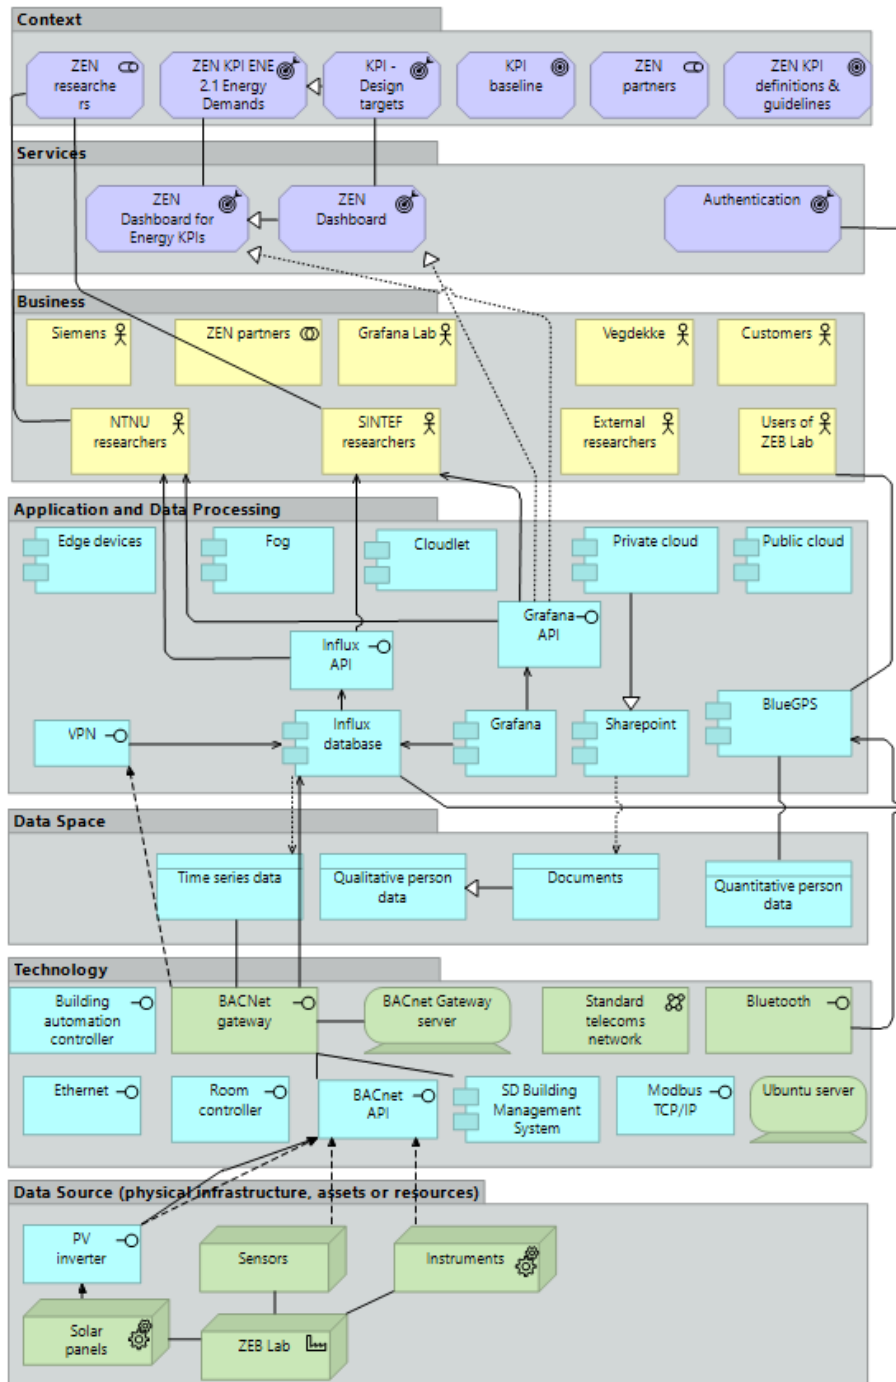 Context
ZEN
researche
rs
ZEN KPI ENE
2.1 Energy
Demands
KPI -
Design
targets
KPI
baseline
ZEN
partners
ZEN KPI
definitions &
guidelines
Services
ZEN
Dashboard for
Energy KPIs
ZEN
Dashboard
Authentication
Business
Siemens
ZEN partners
Grafana Lab
Vegdekke
Customers
NTNU
researchers
SINTEF
researchers
External
researchers
Users of
ZEB Lab
Application and Data Processing
Edge devices
Fog
Cloudlet
Private cloud
Public cloud
Grafana
API
Influx
API
VPN
Influx
database
Grafana
Sharepoint
BlueGPS
Data Space
Time series data
Qualitative person
data
Documents
Quantitative person
data
Technology
Building
automation
controller
BACNet
gateway
BACnet Gateway
server
Standard
telecoms
network
Bluetooth
Ethernet
Room
controller
BACnet
API
SD Building
Management
System
Modbus
TCP/IP
Ubuntu server
Data Source (physical infrastructure, assets or resources)
PV
inverter
Sensors
Instruments
Solar
panels
ZEB Lab